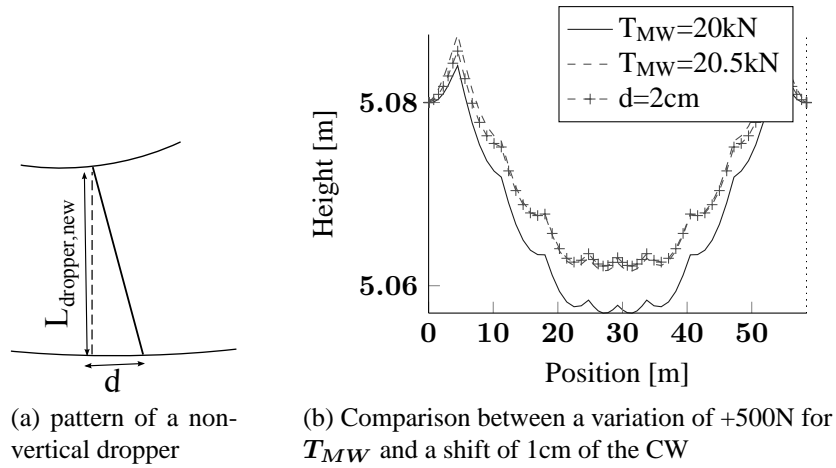 L_dropper,new
d
(a) pattern of a non-
vertical dropper
T_MW=20kN
T_MW=20.5kN
d=2cm
Height [m]
5.08
5.06
0 10 20 30 40 50
Position [m]
(b) Comparison between a variation of +500N for
T_MW and a shift of 1cm of the CW